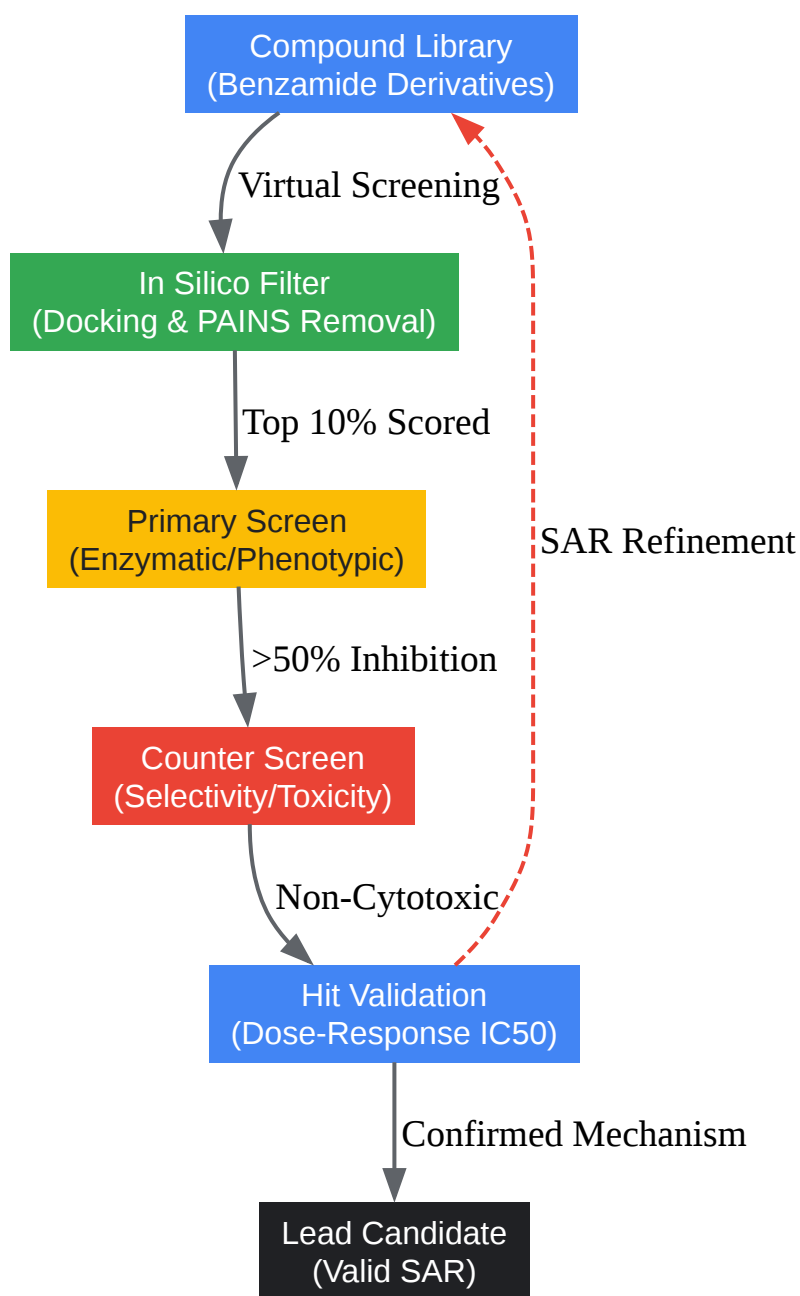 Compound Library
(Benzamide Derivatives)
Virtual Screening
In Silico Filter
(Docking & PAINS Removal)
Top 10% Scored
Primary Screen
(Enzymatic/Phenotypic)
SAR Refinement
>50% Inhibition
Counter Screen
(Selectivity/Toxicity)
Non-Cytotoxic
Hit Validation
(Dose-Response IC50)
Confirmed Mechanism
Lead Candidate
(Valid SAR)